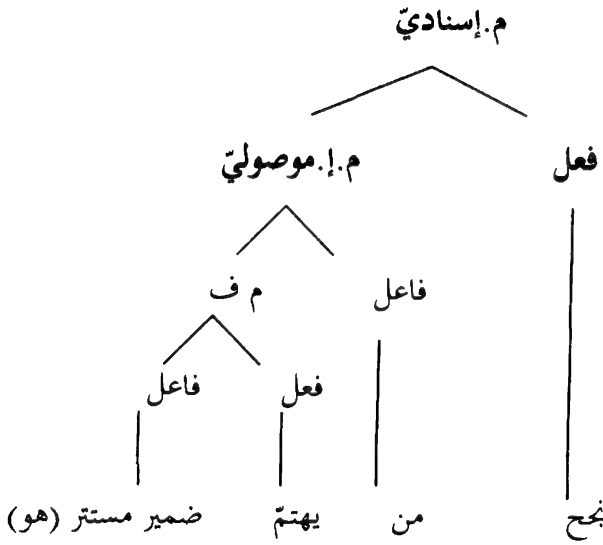 م.إسناديّ
فعل م.إ.موصوليّ
فاعل م ف
فعل فاعل
نجح من يهتمّ ضمير مستتر (هو)